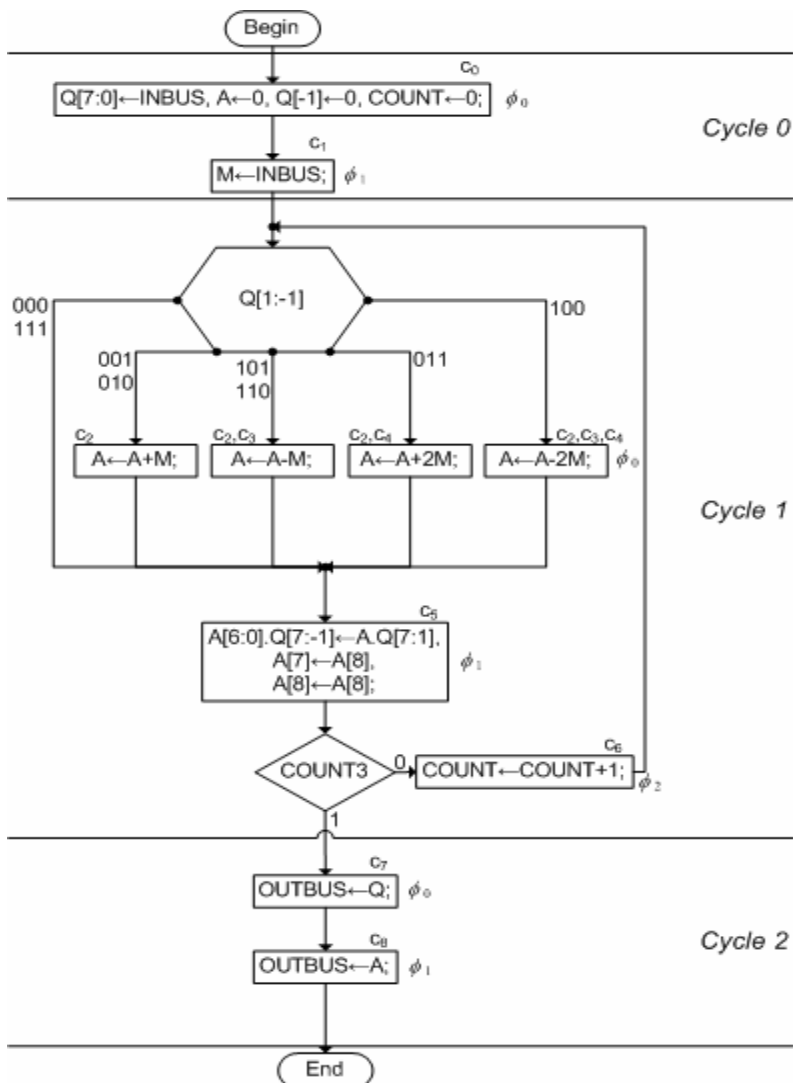 Begin
c₀
Q[7:0]←INBUS, A←0, Q[-1]←0, COUNT←0; ϕ₀
Cycle 0
c₁
M←INBUS; ϕ₁
Q[1:-1]
000
111
100
001
010
101
110
011
c₂
A←A+M;
c₂,c₃
A←A-M;
c₂,c₄
A←A+2M;
c₂,c₃,c₄
A←A-2M; ϕ₀
Cycle 1
c₅
A[6:0].Q[7:-1]←A.Q[7:1],
A[7]←A[8],
A[8]←A[8];
ϕ₁
COUNT3
0
c₆
COUNT←COUNT+1; ϕ₂
1
c₇
OUTBUS←Q; ϕ₀
Cycle 2
c₈
OUTBUS←A; ϕ₁
End